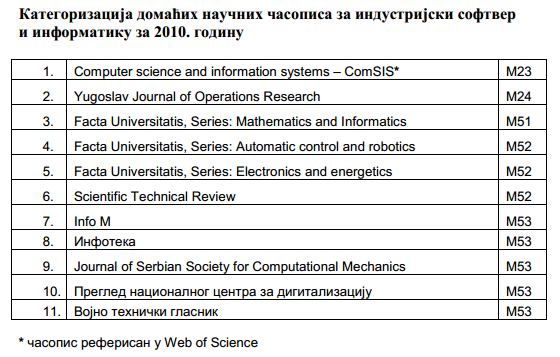 Категоризација домаћих научних часописа за индустријски софтвер
и информатику за 2010. годину
1. Computer science and information systems – ComSIS* M23
2. Yugoslav Journal of Operations Research M24
3. Facta Universitatis, Series: Mathematics and Informatics M51
4. Facta Universitatis, Series: Automatic control and robotics M52
5. Facta Universitatis, Series: Electronics and energetics M52
6. Scientific Technical Review M52
7. Info M M53
8. Инфотека M53
9. Journal of Serbian Society for Computational Mechanics M53
10. Преглед националног центра за дигитализацију M53
11. Војно технички гласник M53
* часопис реферисан у Web of Science